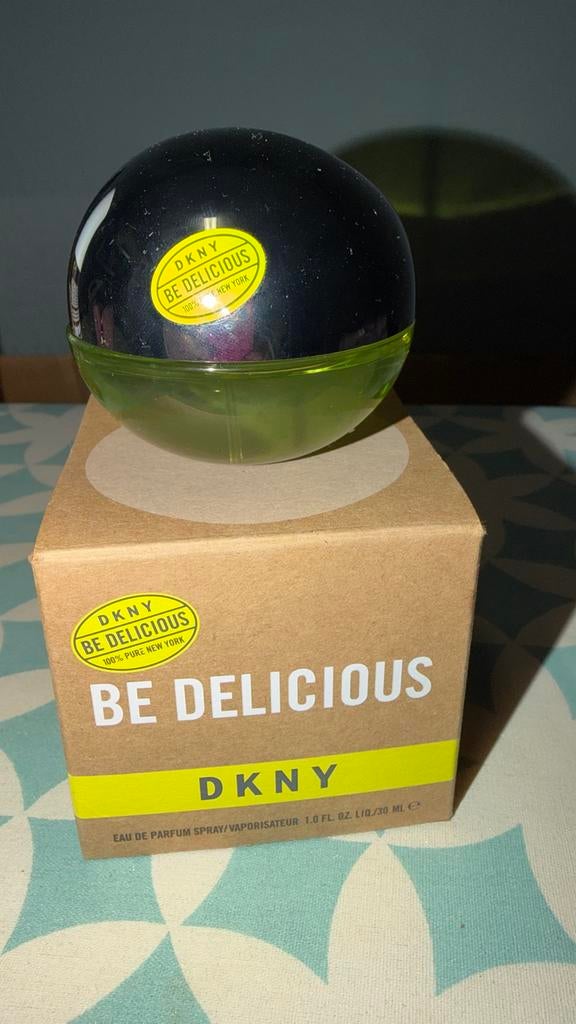 DKNY
BE DELICIOUS
100% PURE NEW YORK
DKNY
BE DELICIOUS
100% PURE NEW YORK
BE DELICIOUS
DKNY
EAU DE PARFUM SPRAY/VAPORISATEUR 1.0 FL. OZ. LIQ./30 ML ℮